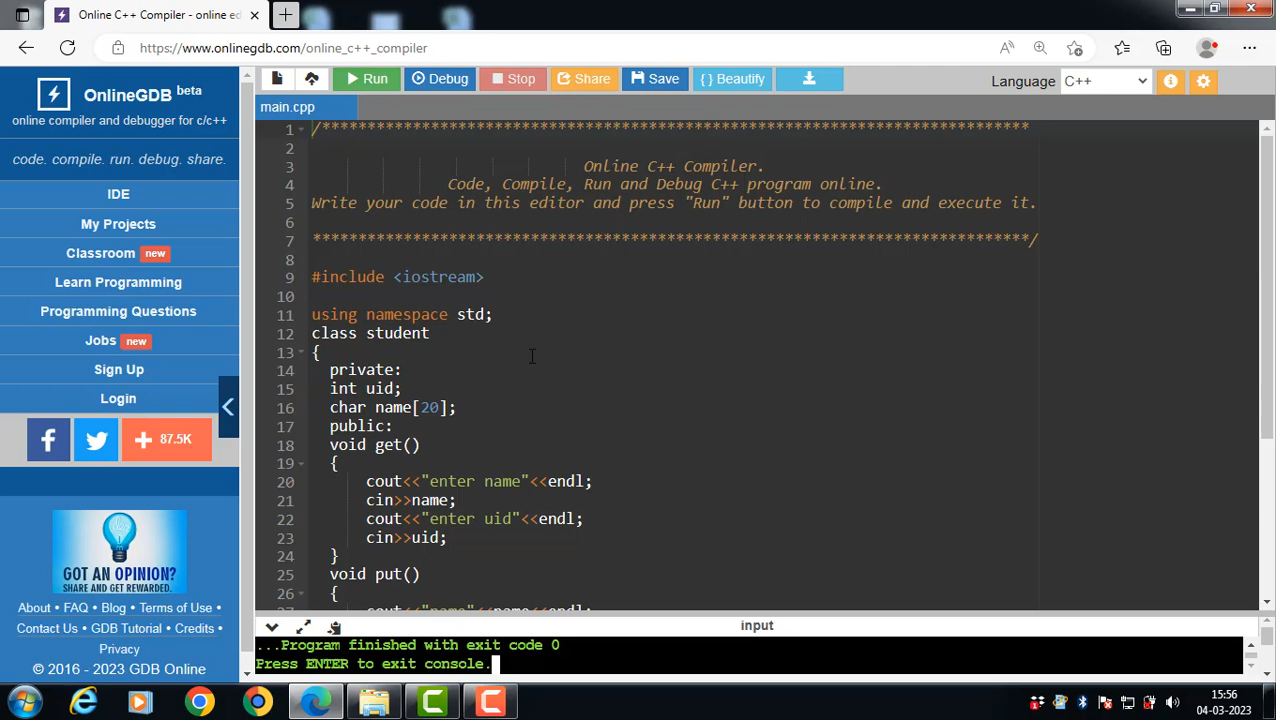 Online C++ Compiler - online ed
https://www.onlinegdb.com/online_c++_compiler
OnlineGDB beta
online compiler and debugger for c/c++
code. compile. run. debug. share.
IDE
My Projects
Classroom new
Learn Programming
Programming Questions
Jobs new
Sign Up
Login
f + 87.5K
GOT AN OPINION?
SHARE AND GET REWARDED.
About • FAQ • Blog • Terms of Use •
Contact Us • GDB Tutorial • Credits •
Privacy
© 2016 - 2023 GDB Online
Run Debug Stop Share Save { } Beautify
Language C++
main.cpp
1 /******************************************************************************
2
3 Online C++ Compiler.
4 Code, Compile, Run and Debug C++ program online.
5 Write your code in this editor and press "Run" button to compile and execute it.
6
7 *******************************************************************************/
8
9 #include <iostream>
10
11 using namespace std;
12 class student
13 {
14 private:
15 int uid;
16 char name[20];
17 public:
18 void get()
19 {
20 cout<<"enter name"<<endl;
21 cin>>name;
22 cout<<"enter uid"<<endl;
23 cin>>uid;
24 }
25 void put()
26 {
27 cout<<"name"<<name<<endl;
input
...Program finished with exit code 0
Press ENTER to exit console.
15:56
04-03-2023